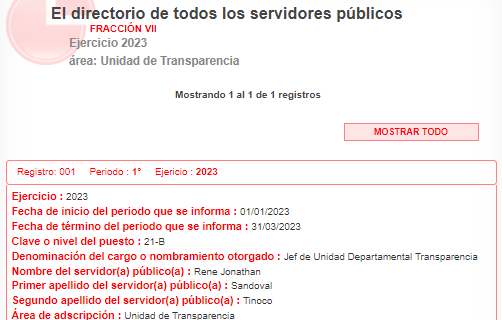 El directorio de todos los servidores públicos
FRACCIÓN VII
Ejercicio 2023
área: Unidad de Transparencia
Mostrando 1 al 1 de 1 registros
MOSTRAR TODO
Registro: 001 Periodo : 1° Ejericio : 2023
Ejercicio : 2023
Fecha de inicio del periodo que se informa : 01/01/2023
Fecha de término del periodo que se informa : 31/03/2023
Clave o nivel del puesto : 21-B
Denominación del cargo o nombramiento otorgado : Jef de Unidad Departamental Transparencia
Nombre del servidor(a) público(a) : Rene Jonathan
Primer apellido del servidor(a) público(a) : Sandoval
Segundo apellido del servidor(a) público(a) : Tinoco
Área de adscripción : Unidad de Transparencia